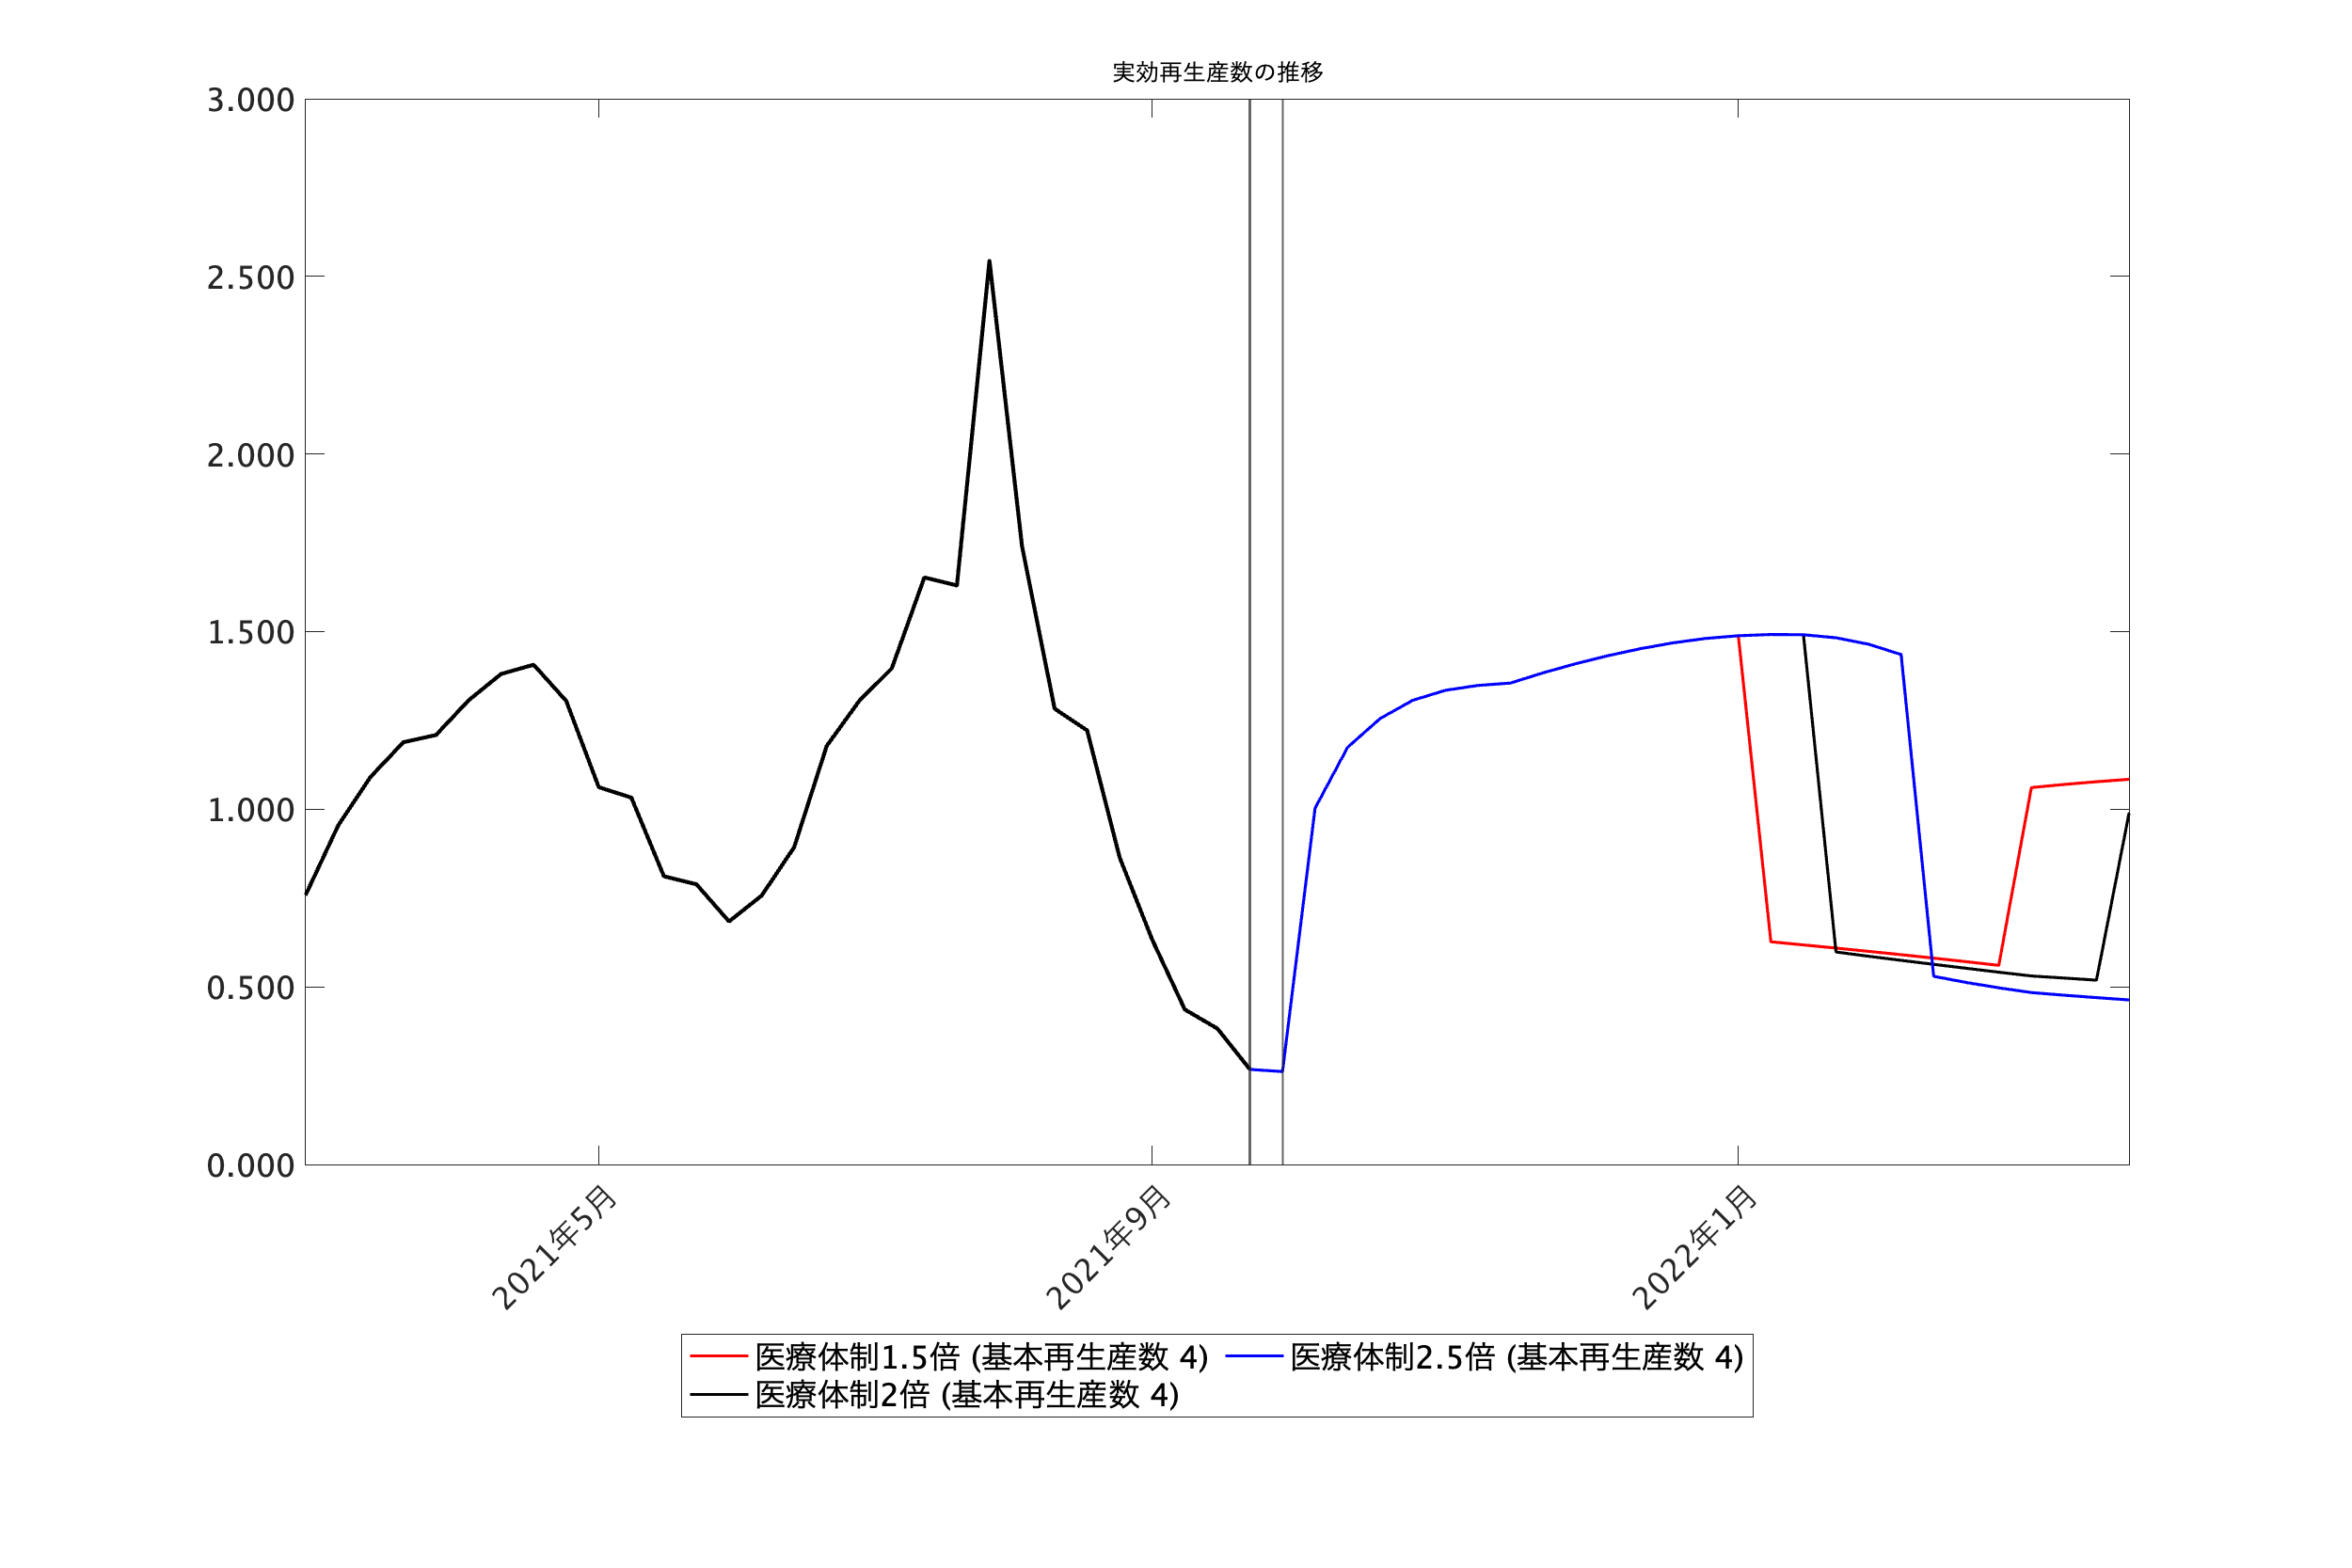 実効再生産数の推移
3.000
2.500
2.000
1.500
1.000
0.500
0.000
2021年5月
2021年9月
2022年1月
医療体制1.5倍 (基本再生産数 4)
医療体制2.5倍 (基本再生産数 4)
医療体制2倍 (基本再生産数 4)